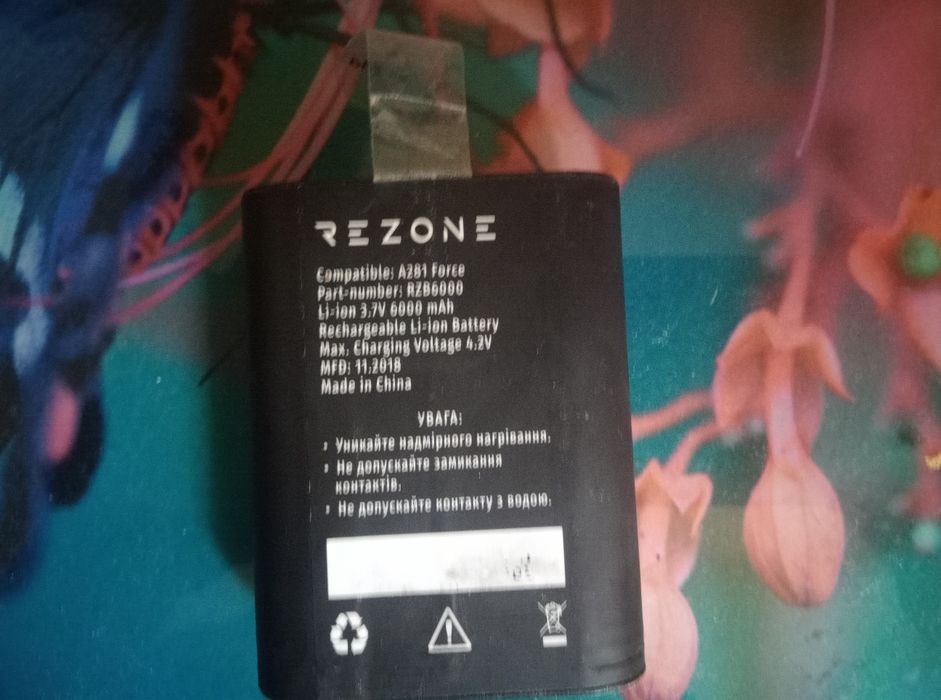 REZONE
Compatible: A281 Force
Part-number: RZB6000
Li-ion 3.7V 6000 mAh
Rechargeable Li-ion Battery
Max. Charging Voltage 4.2V
MFD: 11.2018
Made in China
УВАГА:
Уникайте надмірного нагрівання.
Не допускайте замикання
контактів.
Не допускайте контакту з водою.